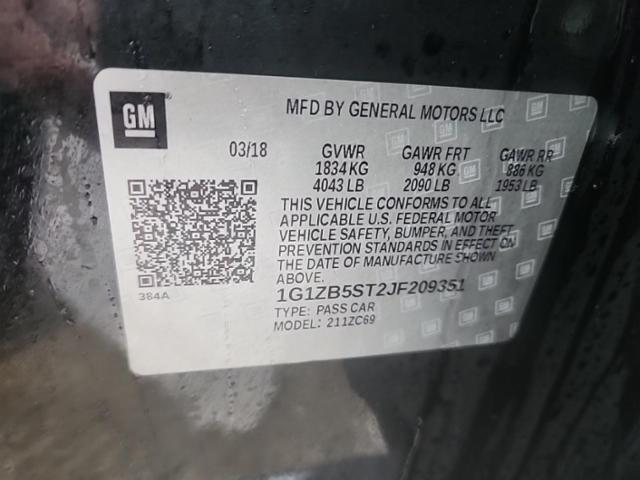 GM
MFD BY GENERAL MOTORS LLC
03/18 GVWR GAWR FRT GAWR RR
1834 KG 948 KG 886 KG
4043 LB 2090 LB 1953 LB
THIS VEHICLE CONFORMS TO ALL
APPLICABLE U.S. FEDERAL MOTOR
VEHICLE SAFETY, BUMPER, AND THEFT
PREVENTION STANDARDS IN EFFECT ON
THE DATE OF MANUFACTURE SHOWN
ABOVE.
384A
1G1ZB5ST2JF209351
TYPE: PASS CAR
MODEL: 211ZC69